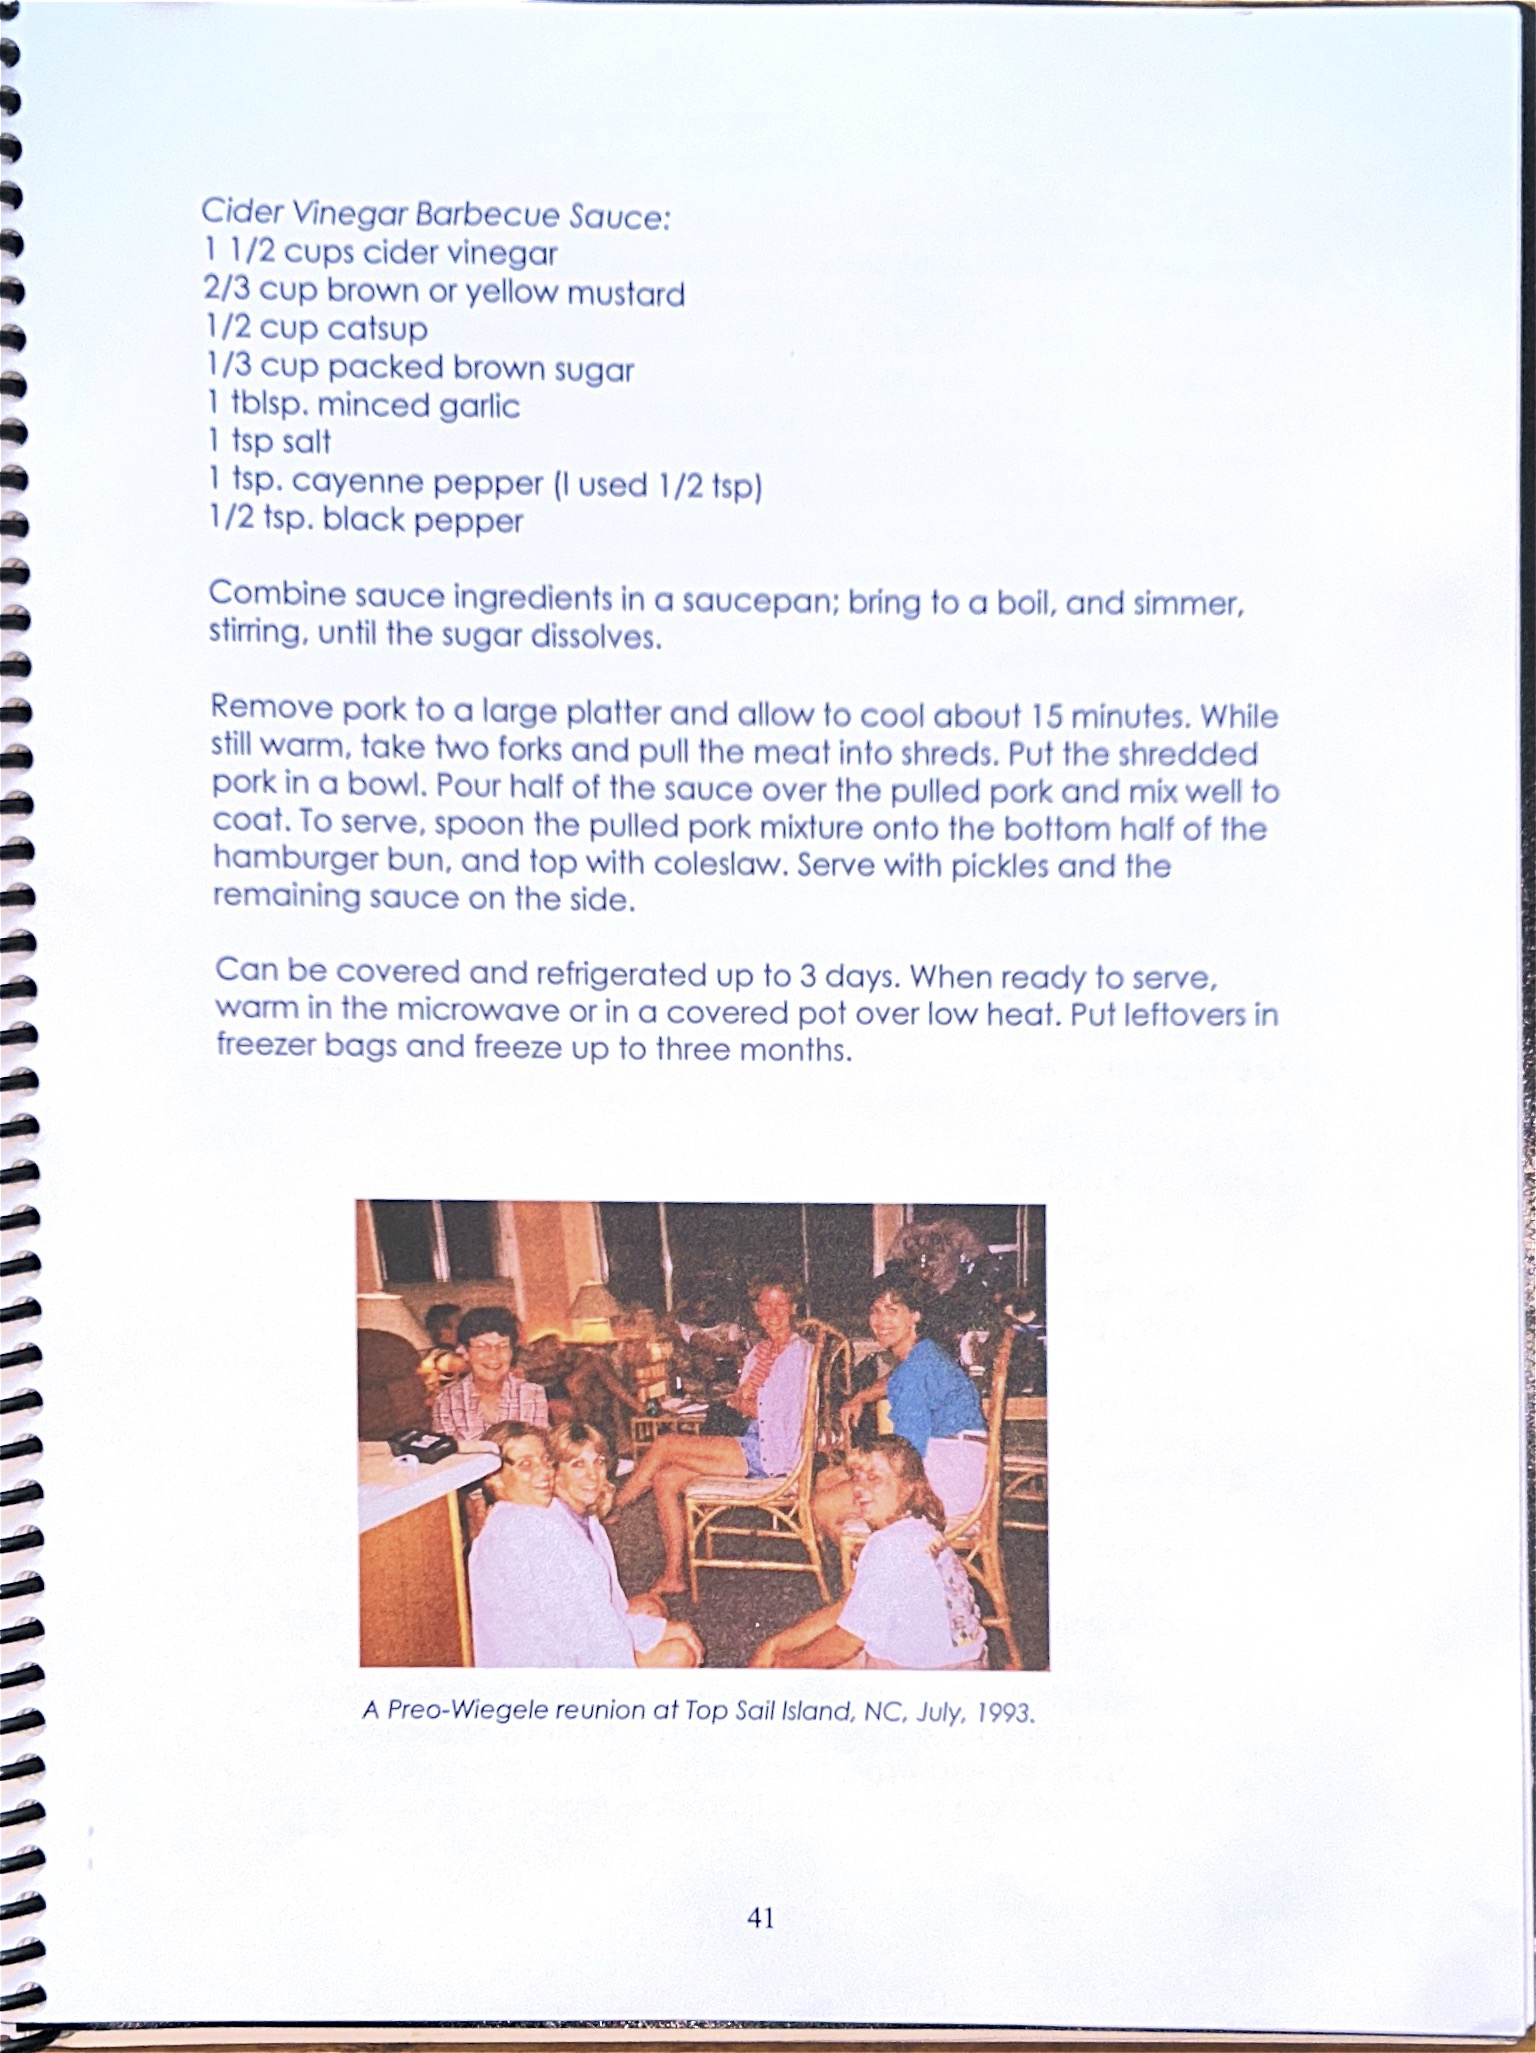 Cider Vinegar Barbecue Sauce:
1 1/2 cups cider vinegar
2/3 cup brown or yellow mustard
1/2 cup catsup
1/3 cup packed brown sugar
1 tblsp. minced garlic
1 tsp salt
1 tsp. cayenne pepper (I used 1/2 tsp)
1/2 tsp. black pepper
Combine sauce ingredients in a saucepan; bring to a boil, and simmer,
stirring, until the sugar dissolves.
Remove pork to a large platter and allow to cool about 15 minutes. While
still warm, take two forks and pull the meat into shreds. Put the shredded
pork in a bowl. Pour half of the sauce over the pulled pork and mix well to
coat. To serve, spoon the pulled pork mixture onto the bottom half of the
hamburger bun, and top with coleslaw. Serve with pickles and the
remaining sauce on the side.
Can be covered and refrigerated up to 3 days. When ready to serve,
warm in the microwave or in a covered pot over low heat. Put leftovers in
freezer bags and freeze up to three months.
A Preo-Wiegele reunion at Top Sail Island, NC, July, 1993.
41